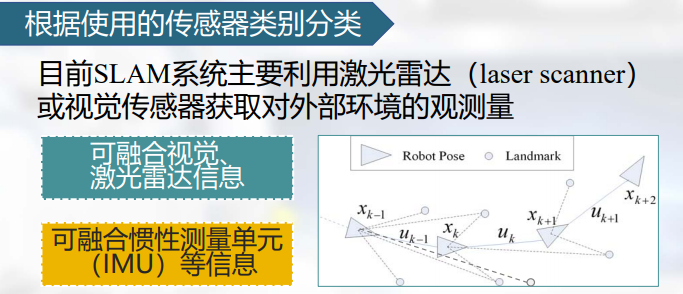 根据使用的传感器类别分类
目前SLAM系统主要利用激光雷达（laser scanner）
或视觉传感器获取对外部环境的观测量
可融合视觉、
激光雷达信息
可融合惯性测量单元
（IMU）等信息
Robot Pose
Landmark
x_{k-1}
u_{k-1}
x_k
u_k
x_{k+1}
u_{k+1}
x_{k+2}